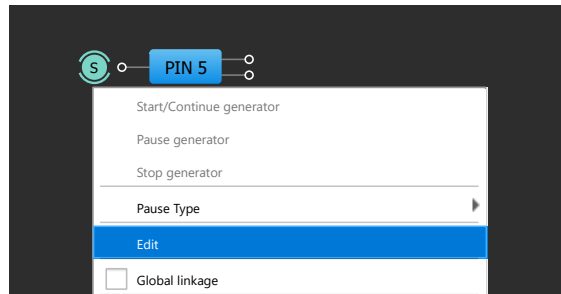 S PIN 5
Start/Continue generator
Pause generator
Stop generator
Pause Type
Edit
Global linkage